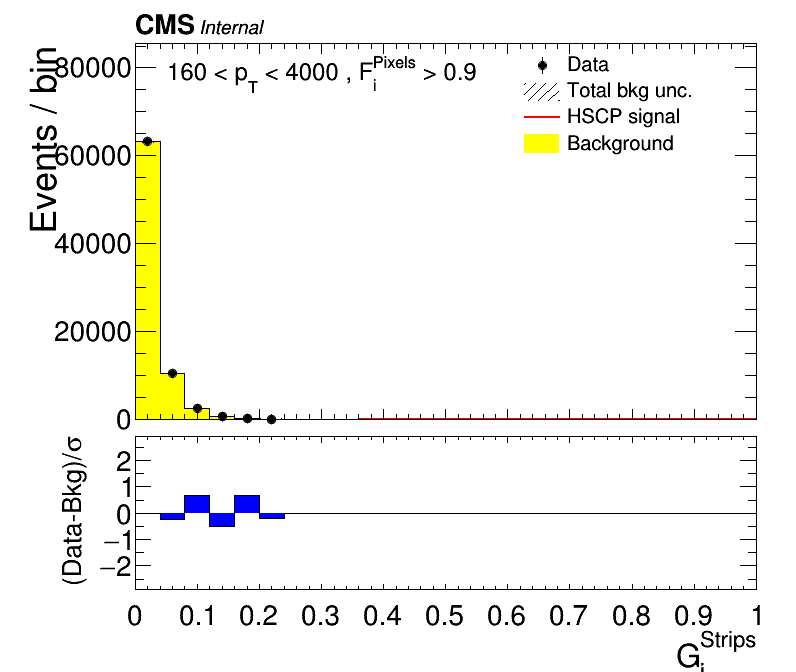 CMS Internal
160 < p_T < 4000 , F_i^Pixels > 0.9
Data
Total bkg unc.
HSCP signal
Background
Events / bin
80000
60000
40000
20000
0
(Data-Bkg)/σ
2
1
0
−1
−2
0 0.1 0.2 0.3 0.4 0.5 0.6 0.7 0.8 0.9 1
G_i^Strips